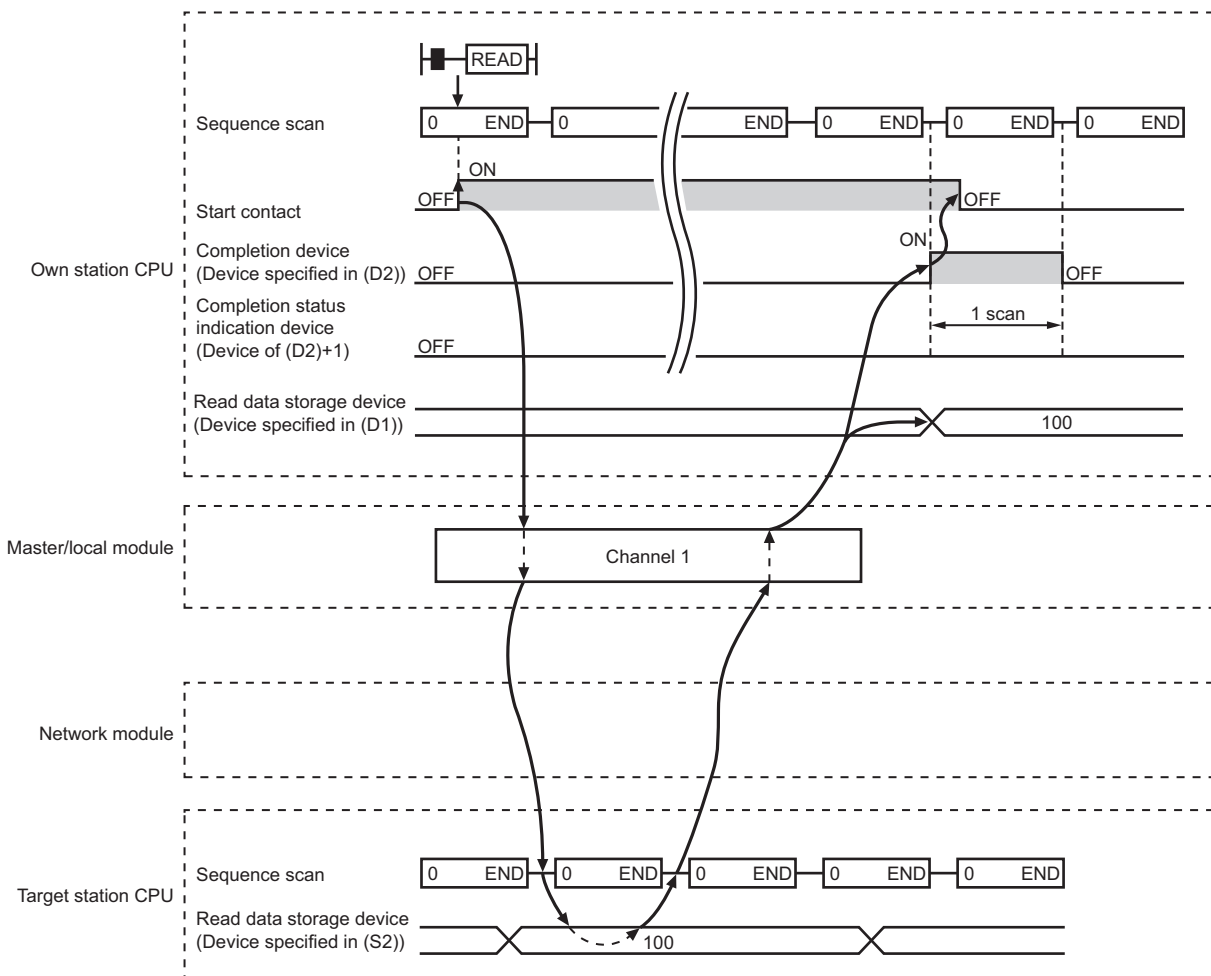 READ
Sequence scan
0 END 0 END 0 END 0 END 0 END
ON
OFF
Start contact
OFF
ON
Own station CPU
Completion device
(Device specified in (D2))
OFF
OFF
Completion status
indication device
(Device of (D2)+1)
OFF
1 scan
Read data storage device
(Device specified in (D1))
100
Master/local module
Channel 1
Network module
Target station CPU
Sequence scan
0 END 0 END 0 END 0 END 0 END
Read data storage device
(Device specified in (S2))
100